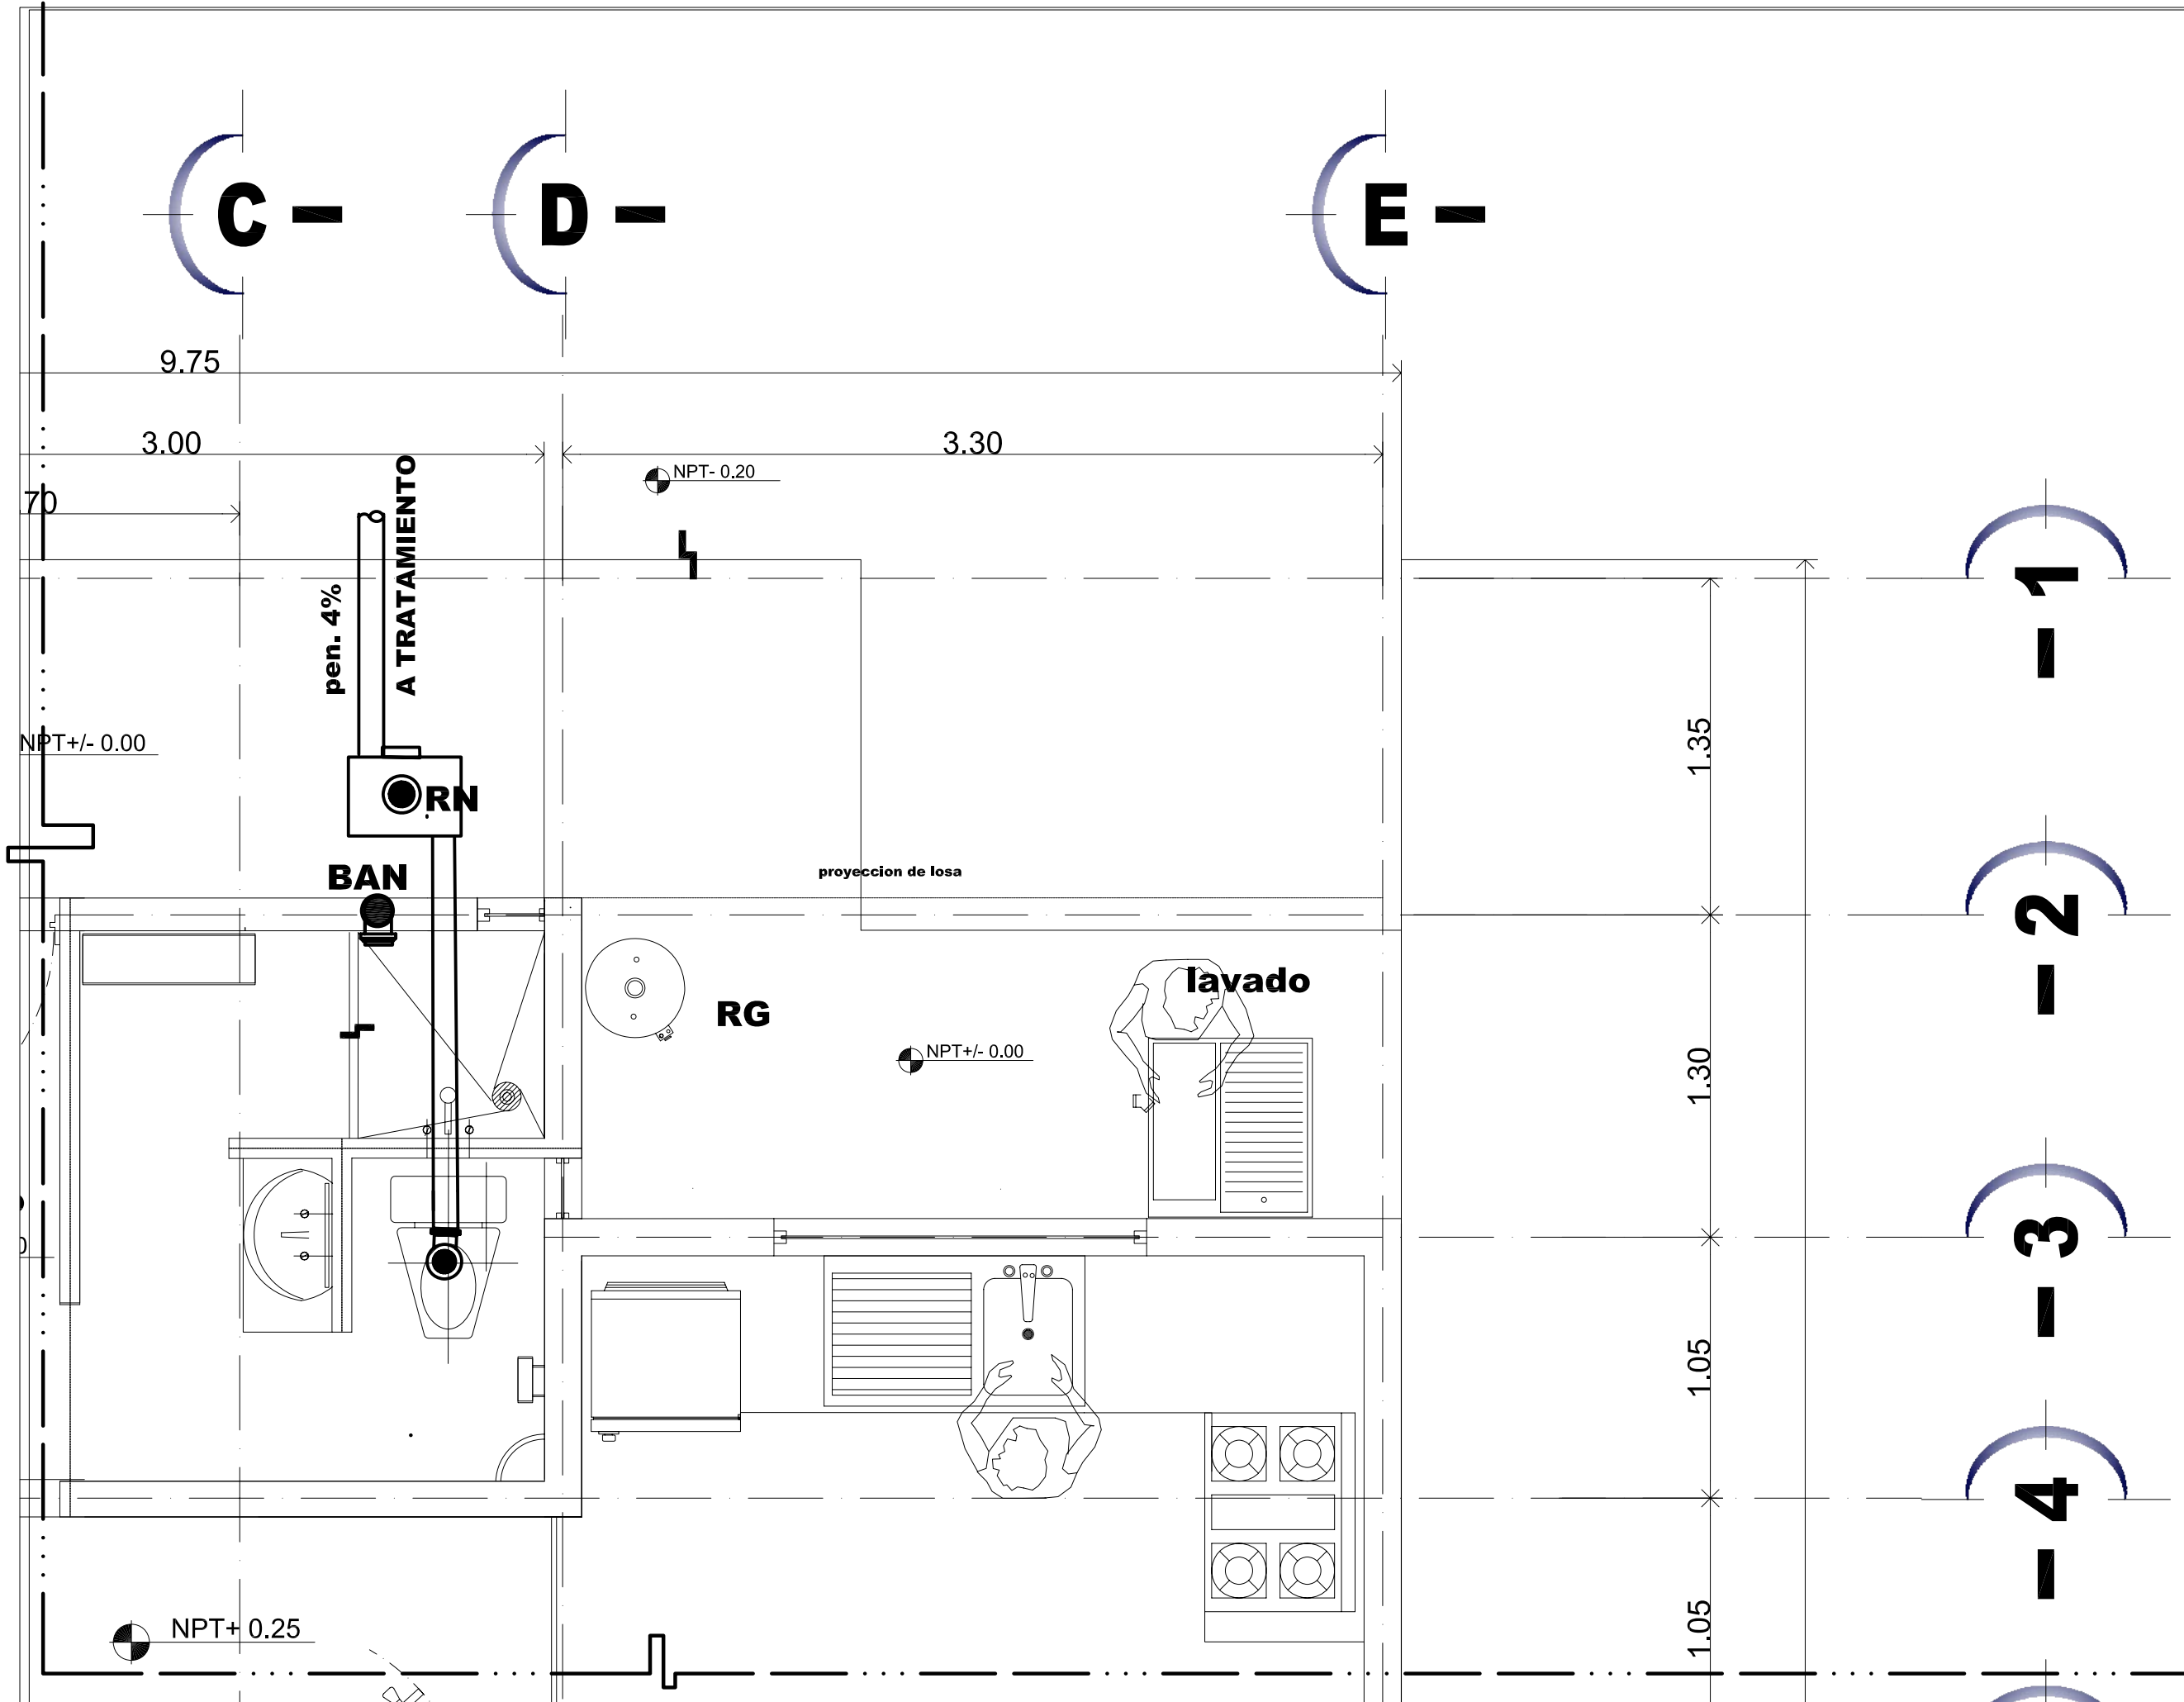 C -
D -
E -
9.75
3.00
3.30
NPT- 0.20
70
A TRATAMIENTO
pen. 4%
- 1
1.35
NPT+/- 0.00
RN
BAN
proyeccion de losa
- 2
lavado
RG
NPT+/- 0.00
1.30
- 3
1.05
- 4
1.05
NPT+ 0.25